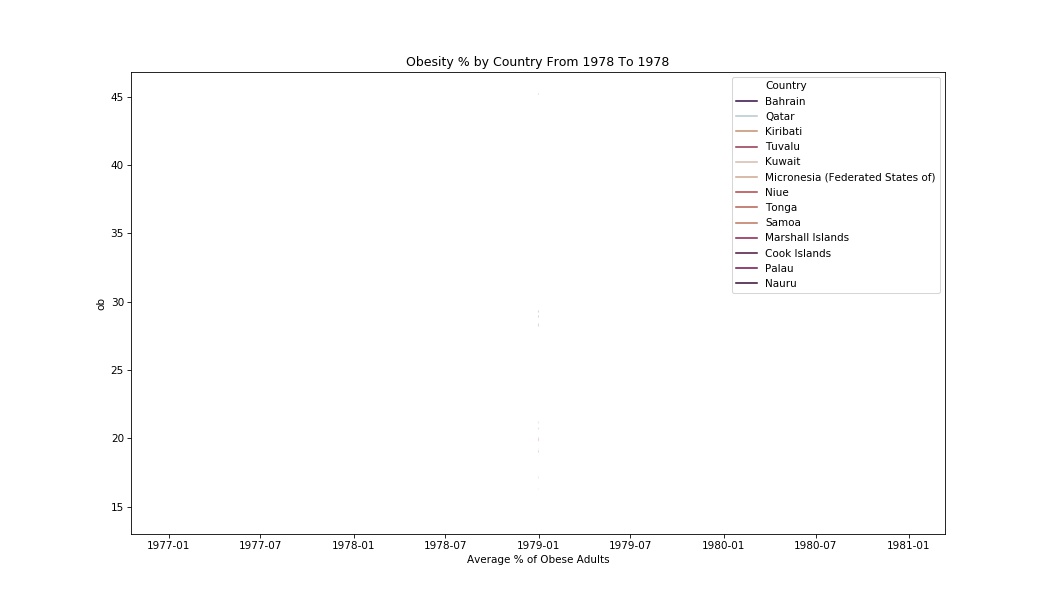 Obesity % by Country From 1978 To 1978
45
40
35
30
25
20
15
ob
Country
Bahrain
Qatar
Kiribati
Tuvalu
Kuwait
Micronesia (Federated States of)
Niue
Tonga
Samoa
Marshall Islands
Cook Islands
Palau
Nauru
1977-01 1977-07 1978-01 1978-07 1979-01 1979-07 1980-01 1980-07 1981-01
Average % of Obese Adults